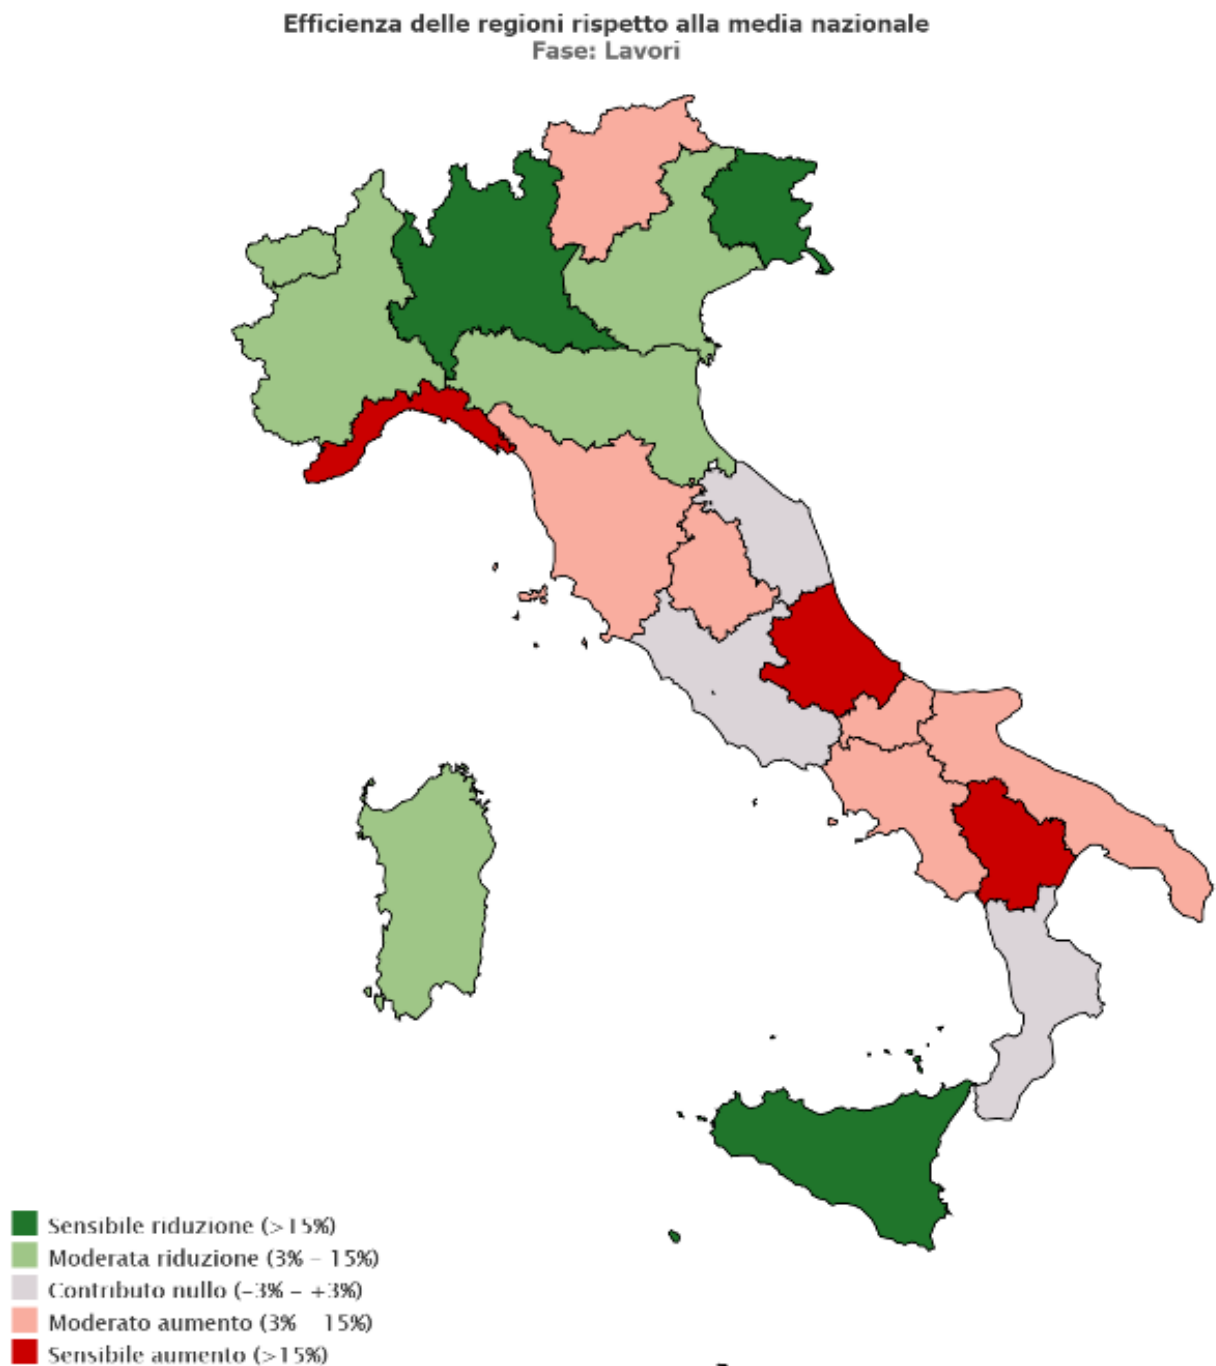 Efficienza delle regioni rispetto alla media nazionale
Fase: Lavori
Sensibile riduzione (>15%)
Moderata riduzione (3% – 15%)
Contributo nullo (–3% – +3%)
Moderato aumento (3% – 15%)
Sensibile aumento (>15%)